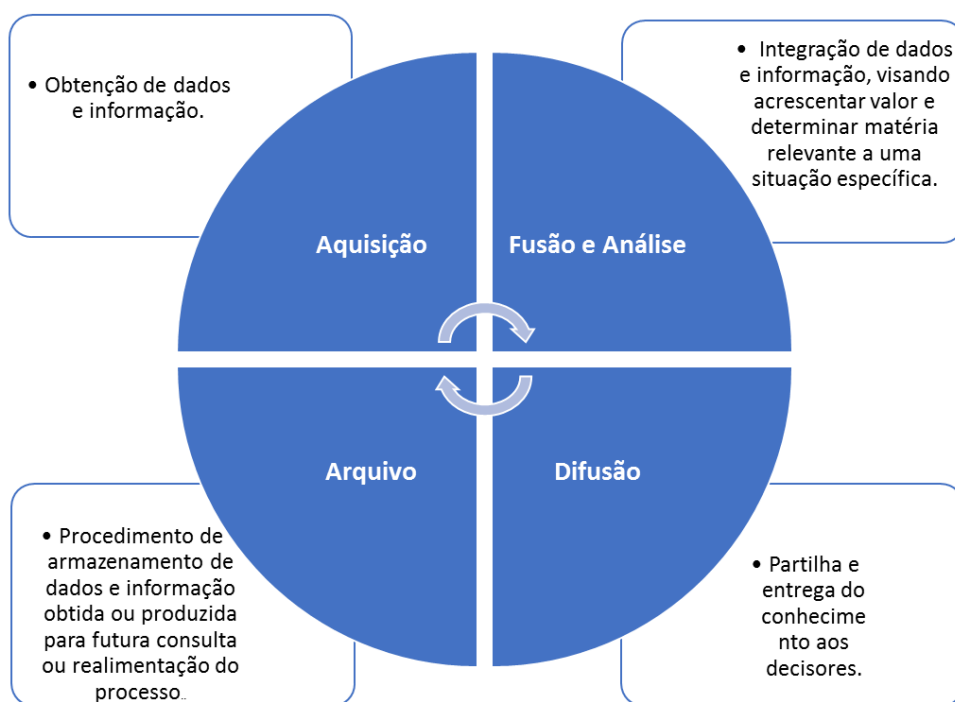 • Obtenção de dados
e informação.
• Integração de dados
e informação, visando
acrescentar valor e
determinar matéria
relevante a uma
situação específica.
Aquisição
Fusão e Análise
Arquivo
Difusão
• Procedimento de
armazenamento de
dados e informação
obtida ou produzida
para futura consulta
ou realimentação do
processo..
• Partilha e
entrega do
conhecime
nto aos
decisores.